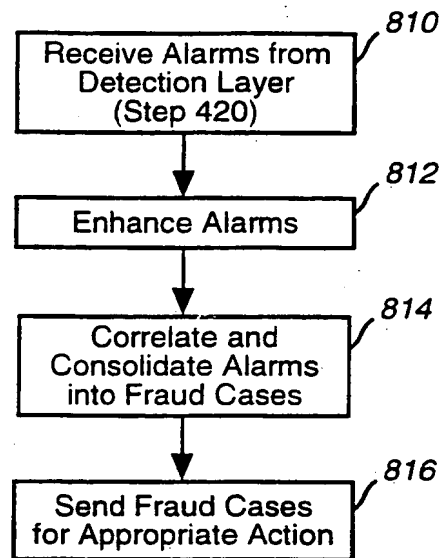 810
Receive Alarms from
Detection Layer
(Step 420)
812
Enhance Alarms
814
Correlate and
Consolidate Alarms
into Fraud Cases
816
Send Fraud Cases
for Appropriate Action